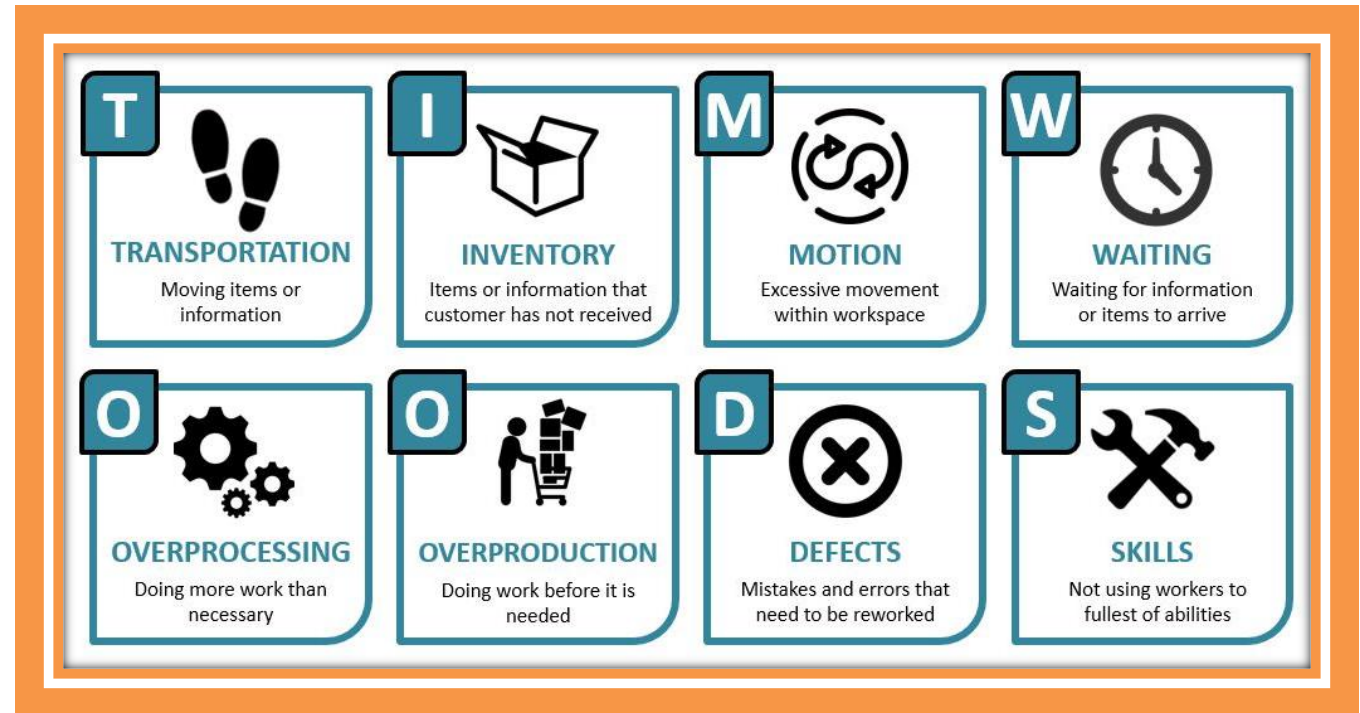 T
TRANSPORTATION
Moving items or
information
I
INVENTORY
Items or information that
customer has not received
M
MOTION
Excessive movement
within workspace
W
WAITING
Waiting for information
or items to arrive
O
OVERPROCESSING
Doing more work than
necessary
O
OVERPRODUCTION
Doing work before it is
needed
D
DEFECTS
Mistakes and errors that
need to be reworked
S
SKILLS
Not using workers to
fullest of abilities